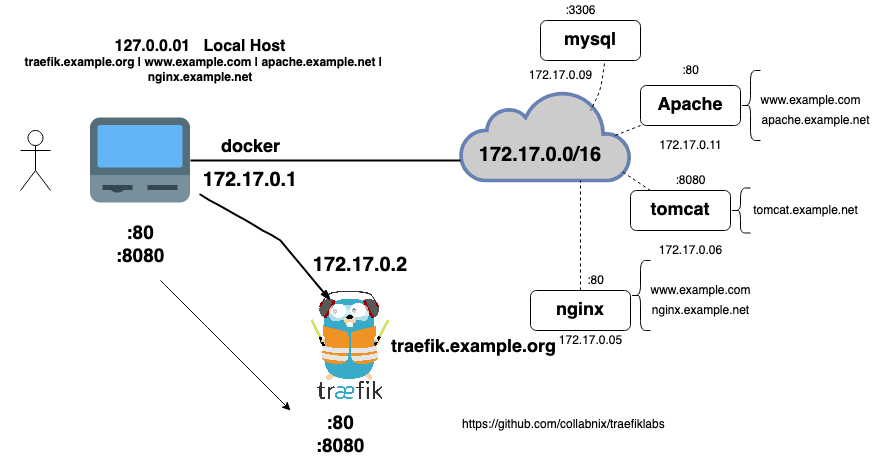 :3306
mysql
172.17.0.09
127.0.0.01 Local Host
traefik.example.org | www.example.com | apache.example.net |
nginx.example.net
:80
Apache
172.17.0.11
www.example.com
apache.example.net
docker
172.17.0.1
172.17.0.0/16
:8080
tomcat
172.17.0.06
tomcat.example.net
:80
:8080
172.17.0.2
:80
nginx
172.17.0.05
www.example.com
nginx.example.net
traefik.example.org
træfik
:80
:8080
https://github.com/collabnix/traefiklabs